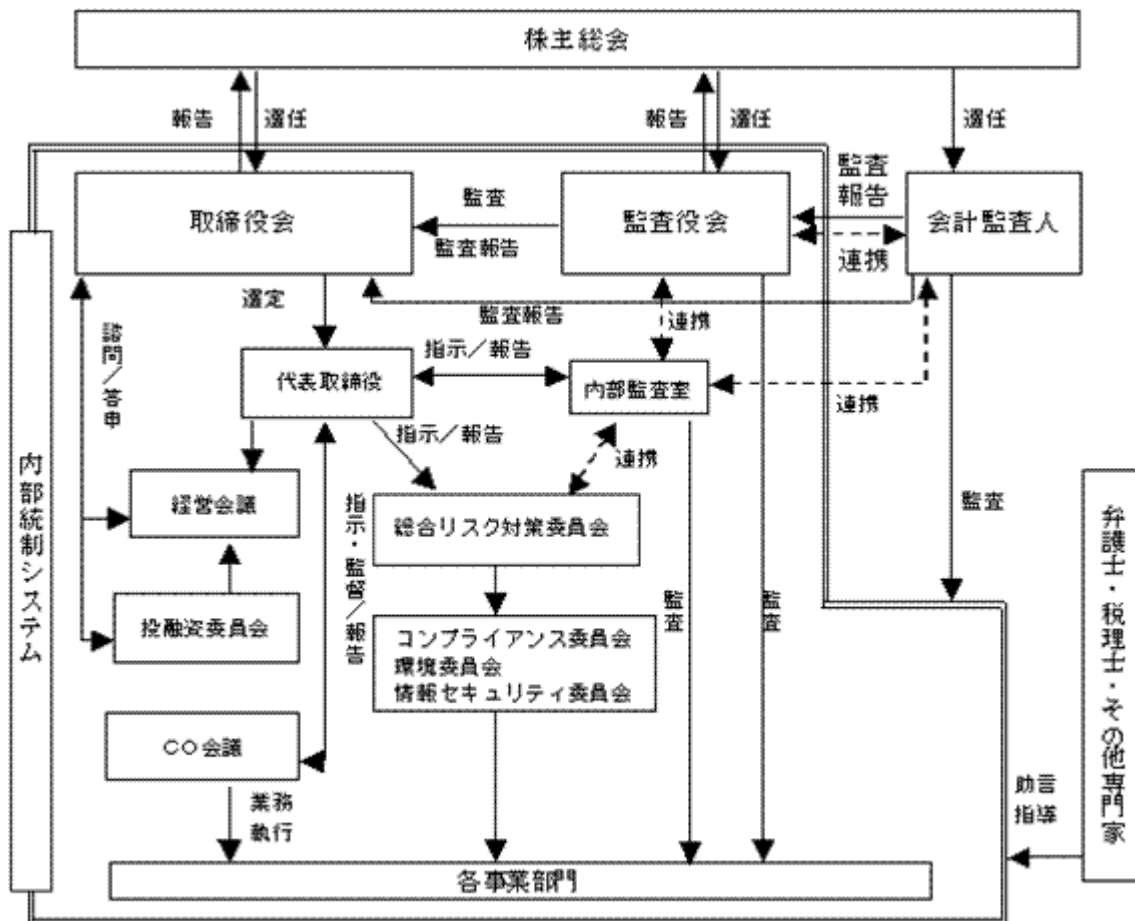 株主総会
報告
選任
報告
選任
選任
取締役会
監査
監査報告
監査役会
監査
報告
連携
会計監査人
選定
監査報告
連携
諮問／答申
代表取締役
指示／報告
内部監査室
連携
指示／報告
連携
内部統制システム
経営会議
指示・監督／報告
総合リスク対策委員会
監査
弁護士・税理士・その他専門家
投融資委員会
コンプライアンス委員会
環境委員会
情報セキュリティ委員会
監査
監査
CO会議
業務
執行
助言
指導
各事業部門